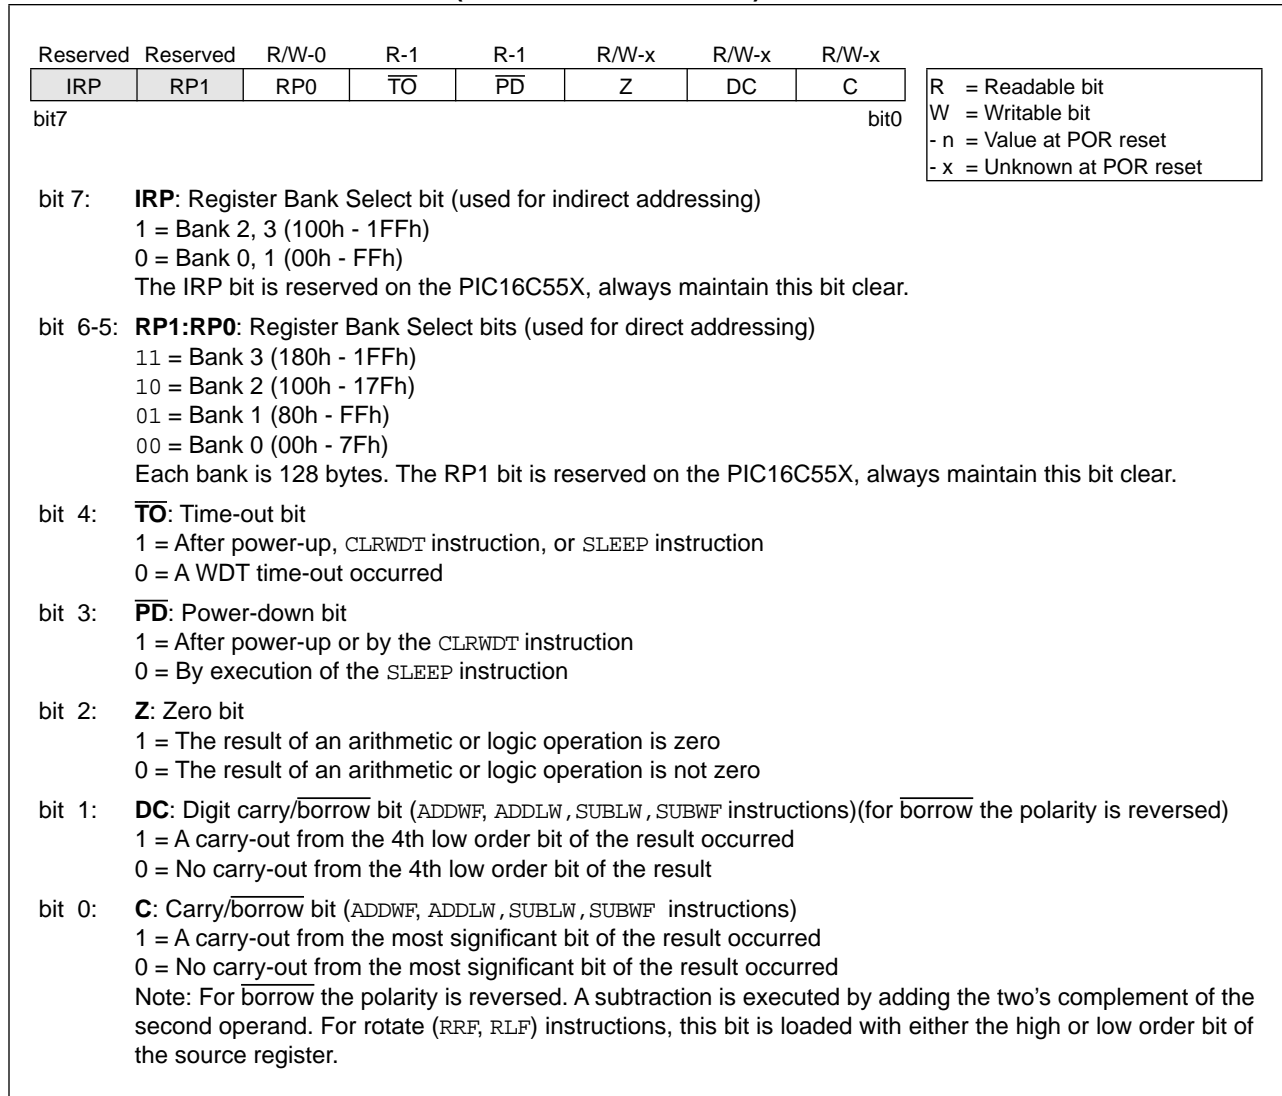 Reserved Reserved R/W-0 R-1 R-1 R/W-x R/W-x R/W-x
IRP RP1 RP0 T̅O̅ P̅D̅ Z DC C
bit7 bit0
R = Readable bit
W = Writable bit
- n = Value at POR reset
- x = Unknown at POR reset
bit 7: IRP: Register Bank Select bit (used for indirect addressing)
1 = Bank 2, 3 (100h - 1FFh)
0 = Bank 0, 1 (00h - FFh)
The IRP bit is reserved on the PIC16C55X, always maintain this bit clear.
bit 6-5: RP1:RP0: Register Bank Select bits (used for direct addressing)
11 = Bank 3 (180h - 1FFh)
10 = Bank 2 (100h - 17Fh)
01 = Bank 1 (80h - FFh)
00 = Bank 0 (00h - 7Fh)
Each bank is 128 bytes. The RP1 bit is reserved on the PIC16C55X, always maintain this bit clear.
bit 4: T̅O̅: Time-out bit
1 = After power-up, CLRWDT instruction, or SLEEP instruction
0 = A WDT time-out occurred
bit 3: P̅D̅: Power-down bit
1 = After power-up or by the CLRWDT instruction
0 = By execution of the SLEEP instruction
bit 2: Z: Zero bit
1 = The result of an arithmetic or logic operation is zero
0 = The result of an arithmetic or logic operation is not zero
bit 1: DC: Digit carry/b̅o̅r̅r̅o̅w̅ bit (ADDWF, ADDLW, SUBLW, SUBWF instructions)(for b̅o̅r̅r̅o̅w̅ the polarity is reversed)
1 = A carry-out from the 4th low order bit of the result occurred
0 = No carry-out from the 4th low order bit of the result
bit 0: C: Carry/b̅o̅r̅r̅o̅w̅ bit (ADDWF, ADDLW, SUBLW, SUBWF instructions)
1 = A carry-out from the most significant bit of the result occurred
0 = No carry-out from the most significant bit of the result occurred
Note: For b̅o̅r̅r̅o̅w̅ the polarity is reversed. A subtraction is executed by adding the two's complement of the
second operand. For rotate (RRF, RLF) instructions, this bit is loaded with either the high or low order bit of
the source register.